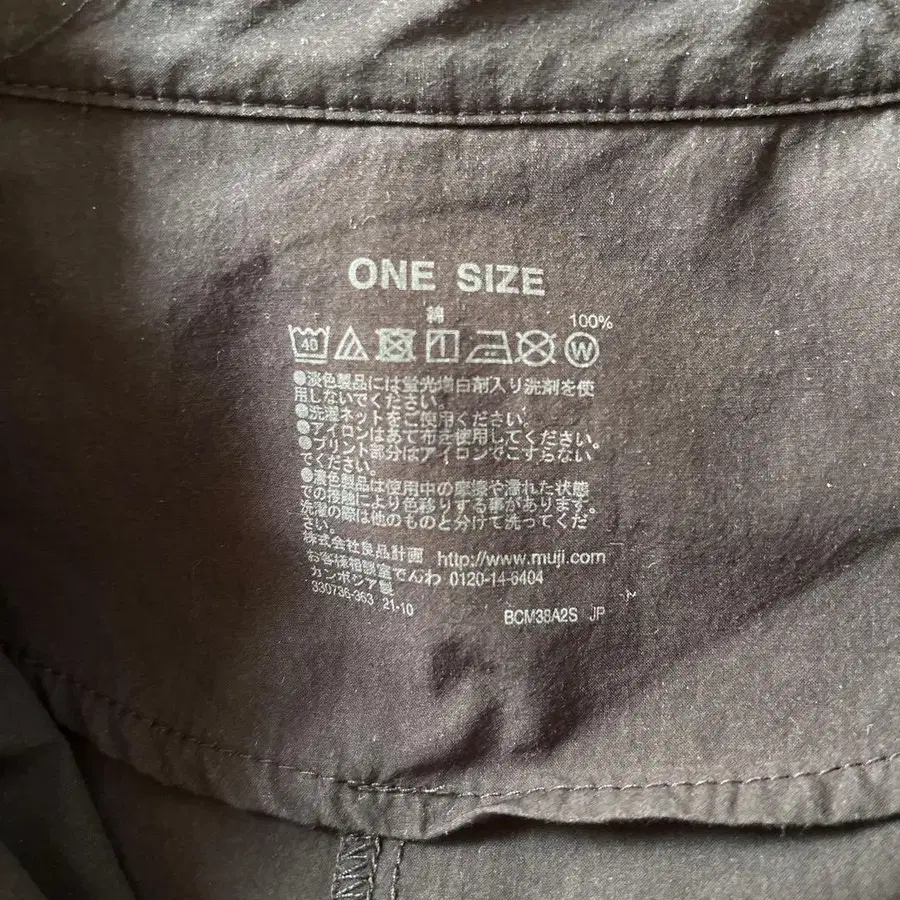 ONE SIZE
綿 100%
40 W
●淡色製品には蛍光増白剤入り洗剤を使
用しないでください。
●洗濯ネットをご使用ください。
●アイロンはあて布を使用してください。
●プリント部分はアイロンでこすらない
でください。
●濃色製品は使用中の摩擦や濡れた状態
での接触により色移りする事があります。
洗濯の際は他のものと分けて洗ってくだ
さい。
株式会社良品計画 http://www.muji.com
お客様相談室でんわ 0120-14-6404
カンボジア製
330736-363 21-10
BCM38A2S JP